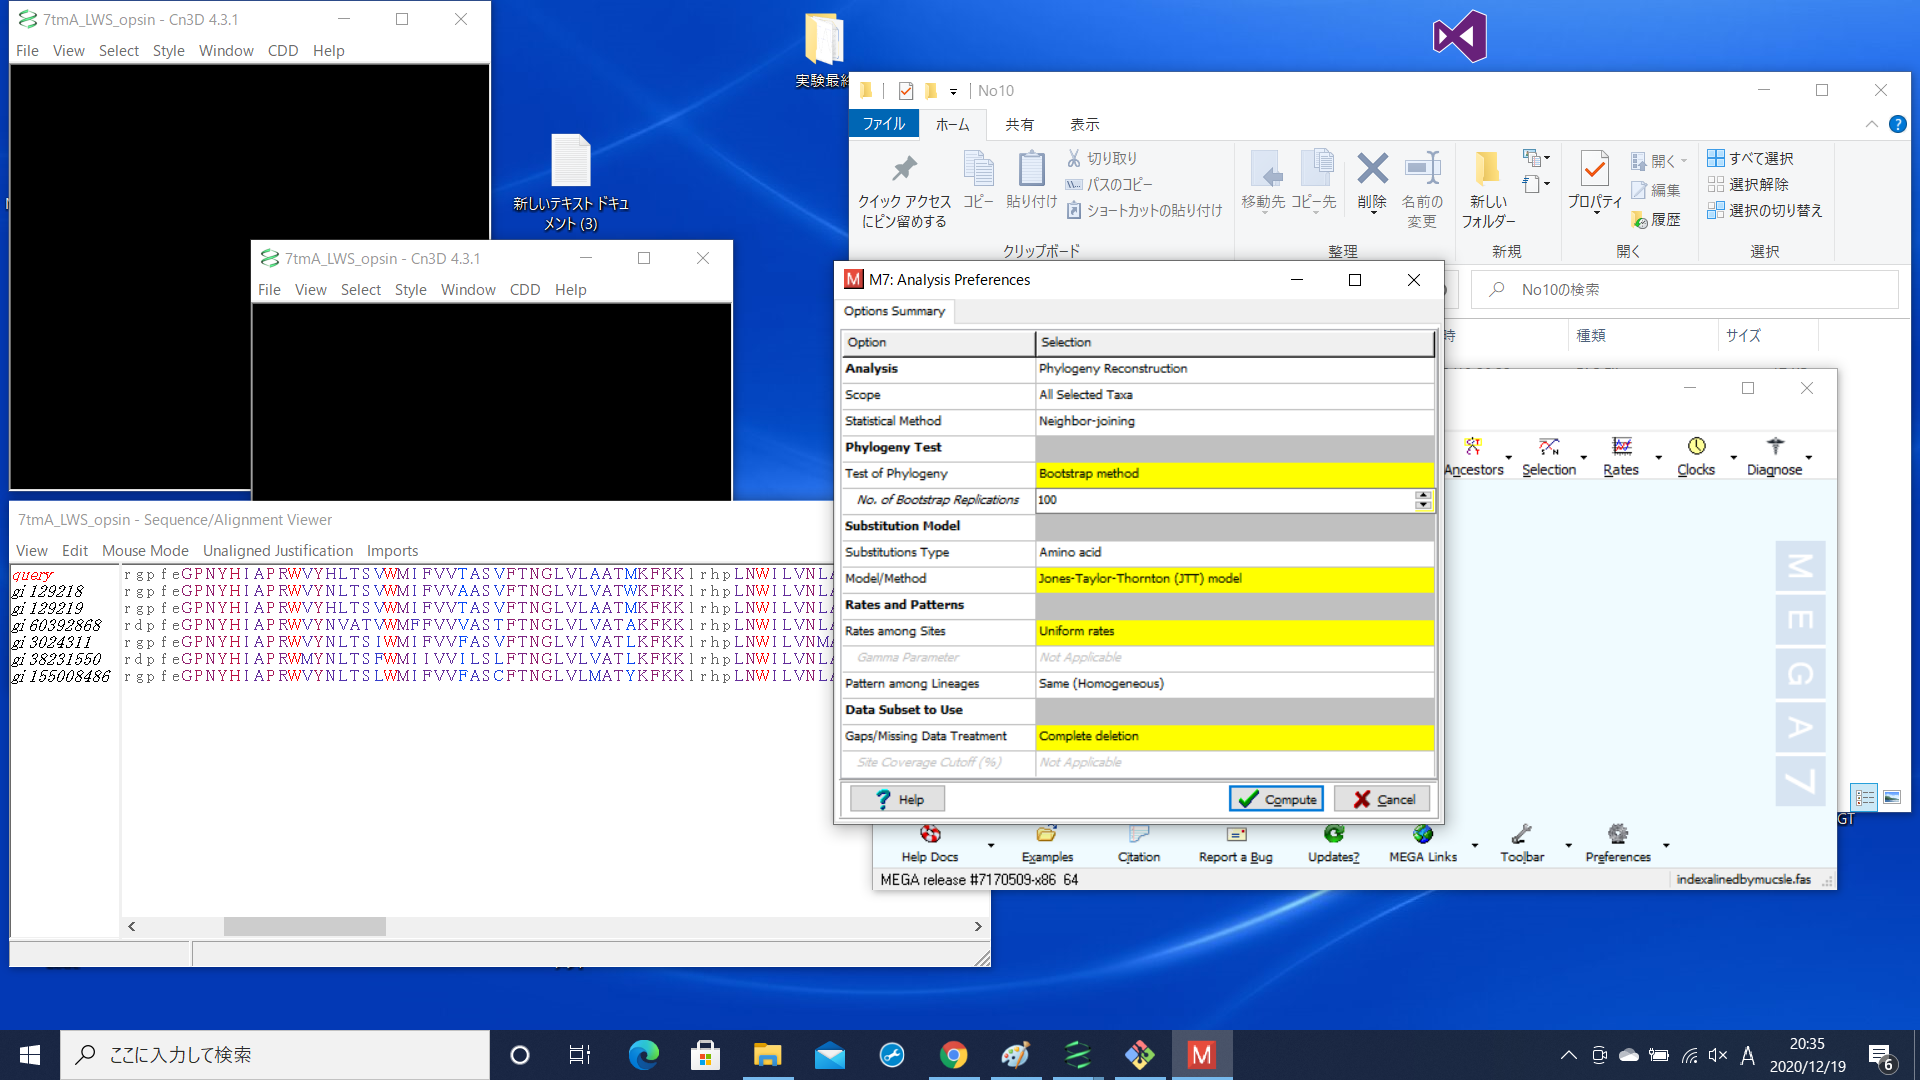 7tmA_LWS_opsin - Cn3D 4.3.1
File View Select Style Window CDD Help
実験最終
新しいテキスト ドキュ
メント (3)
No10
ファイル ホーム 共有 表示
クイック アクセス
にピン留めする
コピー
貼り付け
切り取り
パスのコピー
ショートカットの貼り付け
クリップボード
移動先
コピー先
削除
名前の
変更
整理
新しい
フォルダー
新規
プロパティ
開く
編集
履歴
開く
すべて選択
選択解除
選択の切り替え
選択
No10の検索
時 種類 サイズ
7tmA_LWS_opsin - Cn3D 4.3.1
File View Select Style Window CDD Help
M7: Analysis Preferences
Options Summary
Option Selection
Analysis Phylogeny Reconstruction
Scope All Selected Taxa
Statistical Method Neighbor-joining
Phylogeny Test
Test of Phylogeny Bootstrap method
No. of Bootstrap Replications 100
Substitution Model
Substitutions Type Amino acid
Model/Method Jones-Taylor-Thornton (JTT) model
Rates and Patterns
Rates among Sites Uniform rates
Gamma Parameter Not Applicable
Pattern among Lineages Same (Homogeneous)
Data Subset to Use
Gaps/Missing Data Treatment Complete deletion
Site Coverage Cutoff (%) Not Applicable
Help Compute Cancel
Ancestors Selection Rates Clocks Diagnose
MEGA7
Help Docs Examples Citation Report a Bug Updates? MEGA Links Toolbar Preferences
MEGA release #7170509-x86_64 indexalinedbymucsle.fas
GT
7tmA_LWS_opsin - Sequence/Alignment Viewer
View Edit Mouse Mode Unaligned Justification Imports
query rgpfeGPNYHIAPRWVYHLTSVWMIFVVTASVFTNGLVLAATMKFKKlrhpLNWILVNLA
gi 129218 rgpfeGPNYHIAPRWVYNLTSVWMIFVVAASVFTNGLVLVATWKFKKlrhpLNWILVNLA
gi 129219 rgpfeGPNYHIAPRWVYHLTSVWMIFVVTASVFTNGLVLAATMKFKKlrhpLNWILVNLA
gi 60392868 rdpfeGPNYHIAPRWVYNVATVWMFFVVVASTFTNGLVLVATAKFKKlrhpLNWILVNLA
gi 3024311 rgpfeGPNYHIAPRWVYNLTSIWMIFVVFASVFTNGLVIVATLKFKKlrhpLNWILVNMA
gi 38231550 rdpfeGPNYHIAPRWMYNLTSFWMIIVVILSLFTNGLVLVATLKFKKlrhpLNWILVNLA
gi 155008486 rgpfeGPNYHIAPRWVYNLTSLWMIFVVFASCFTNGLVLMATYKFKKlrhpLNWILVNLA
ここに入力して検索
A
20:35
2020/12/19
6